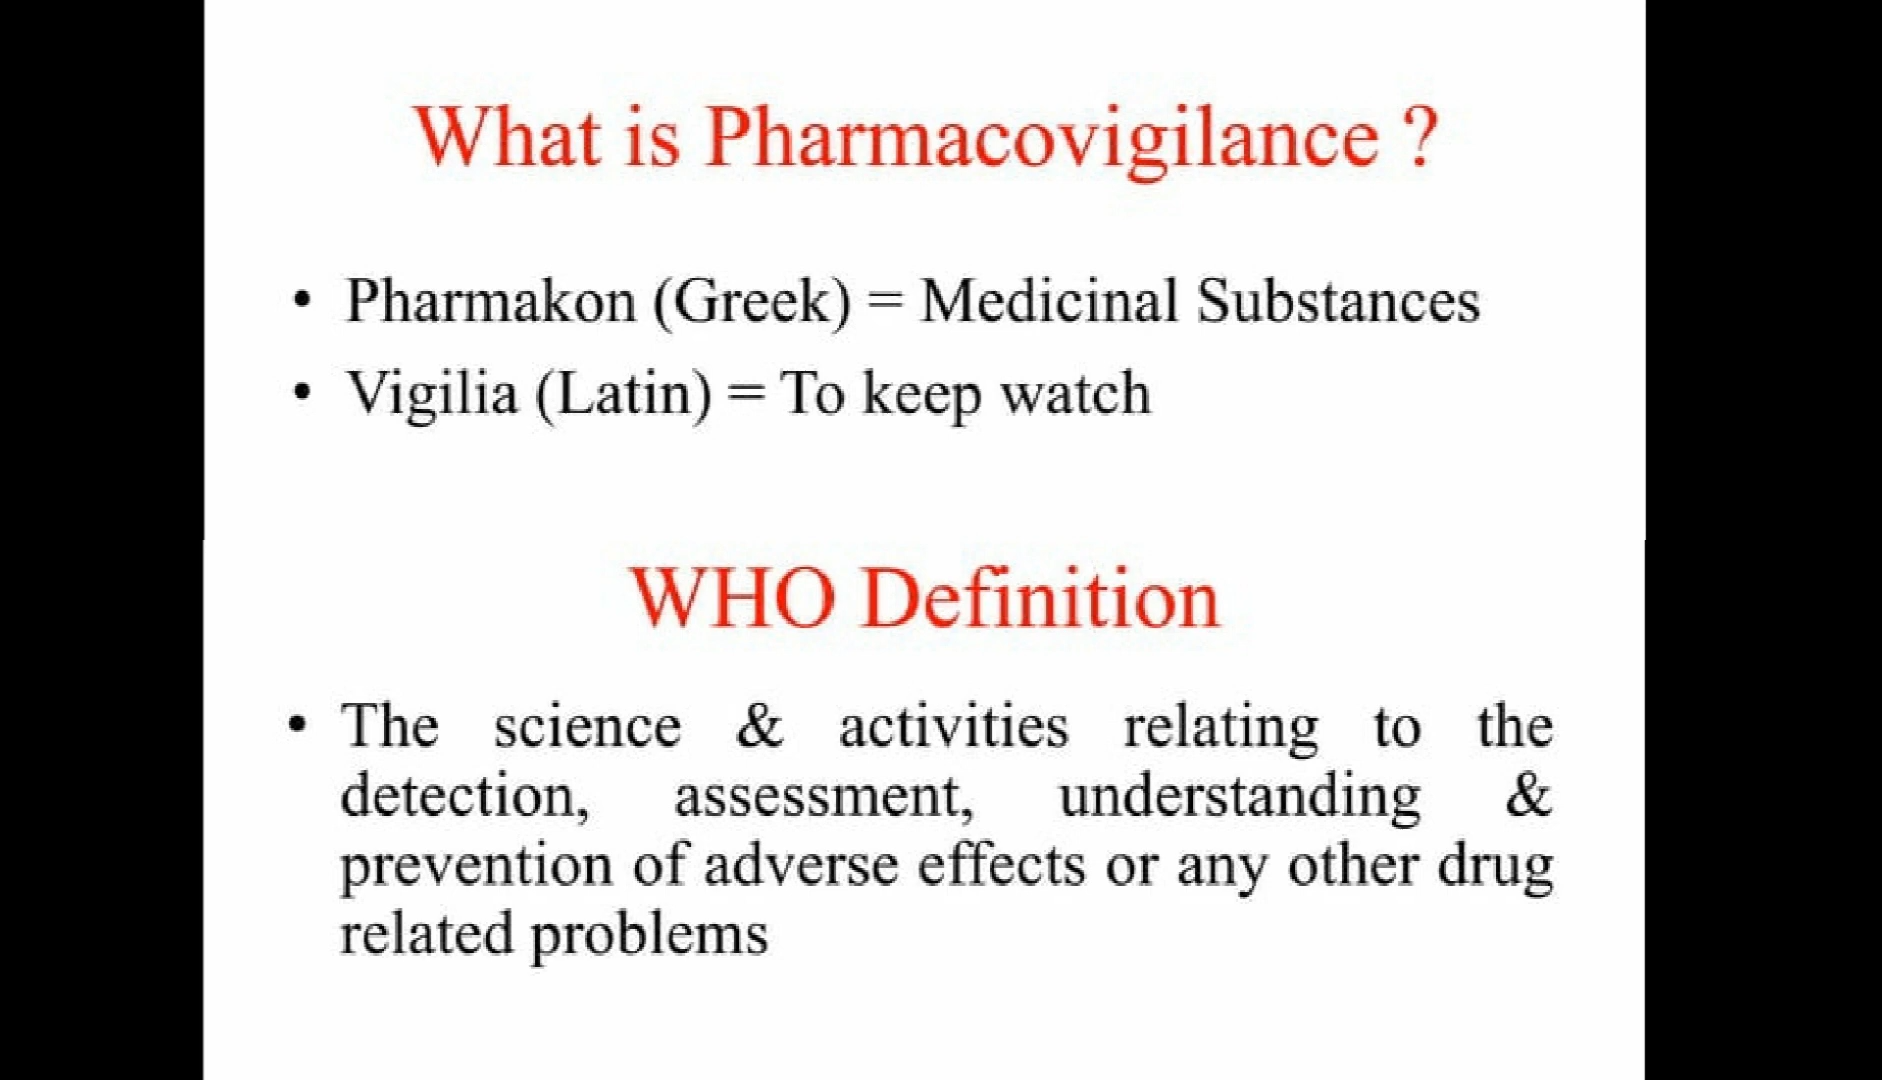 What is Pharmacovigilance ?
• Pharmakon (Greek) = Medicinal Substances
• Vigilia (Latin) = To keep watch
WHO Definition
• The science & activities relating to the
detection, assessment, understanding &
prevention of adverse effects or any other drug
related problems